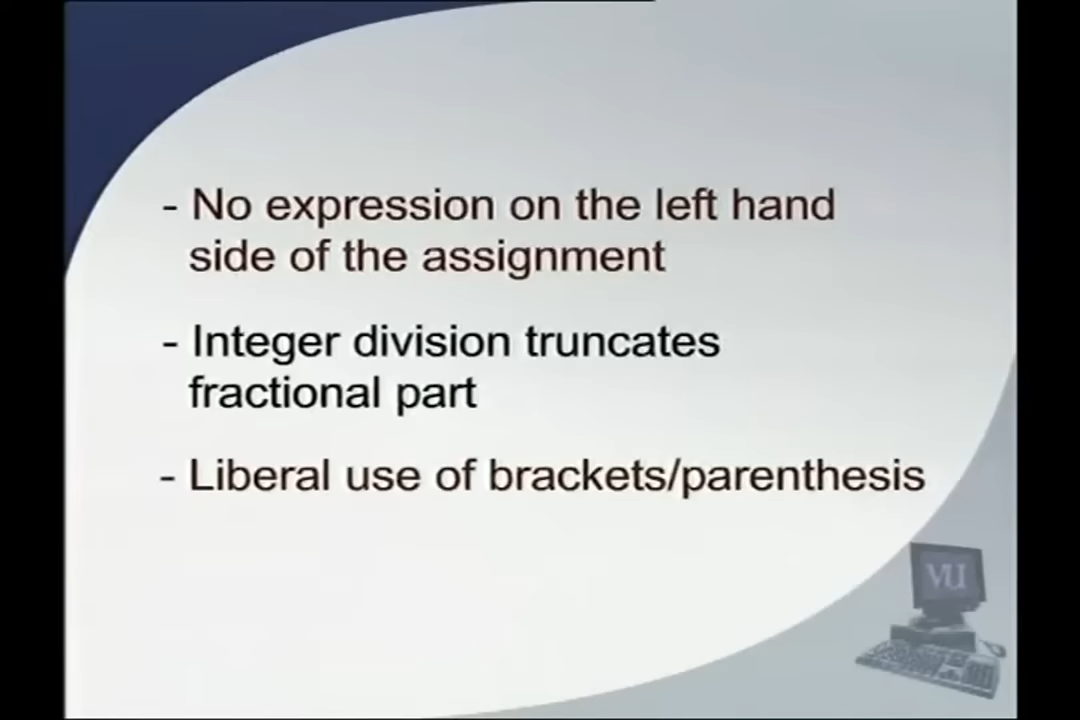 - No expression on the left hand
side of the assignment
- Integer division truncates
fractional part
- Liberal use of brackets/parenthesis
VU